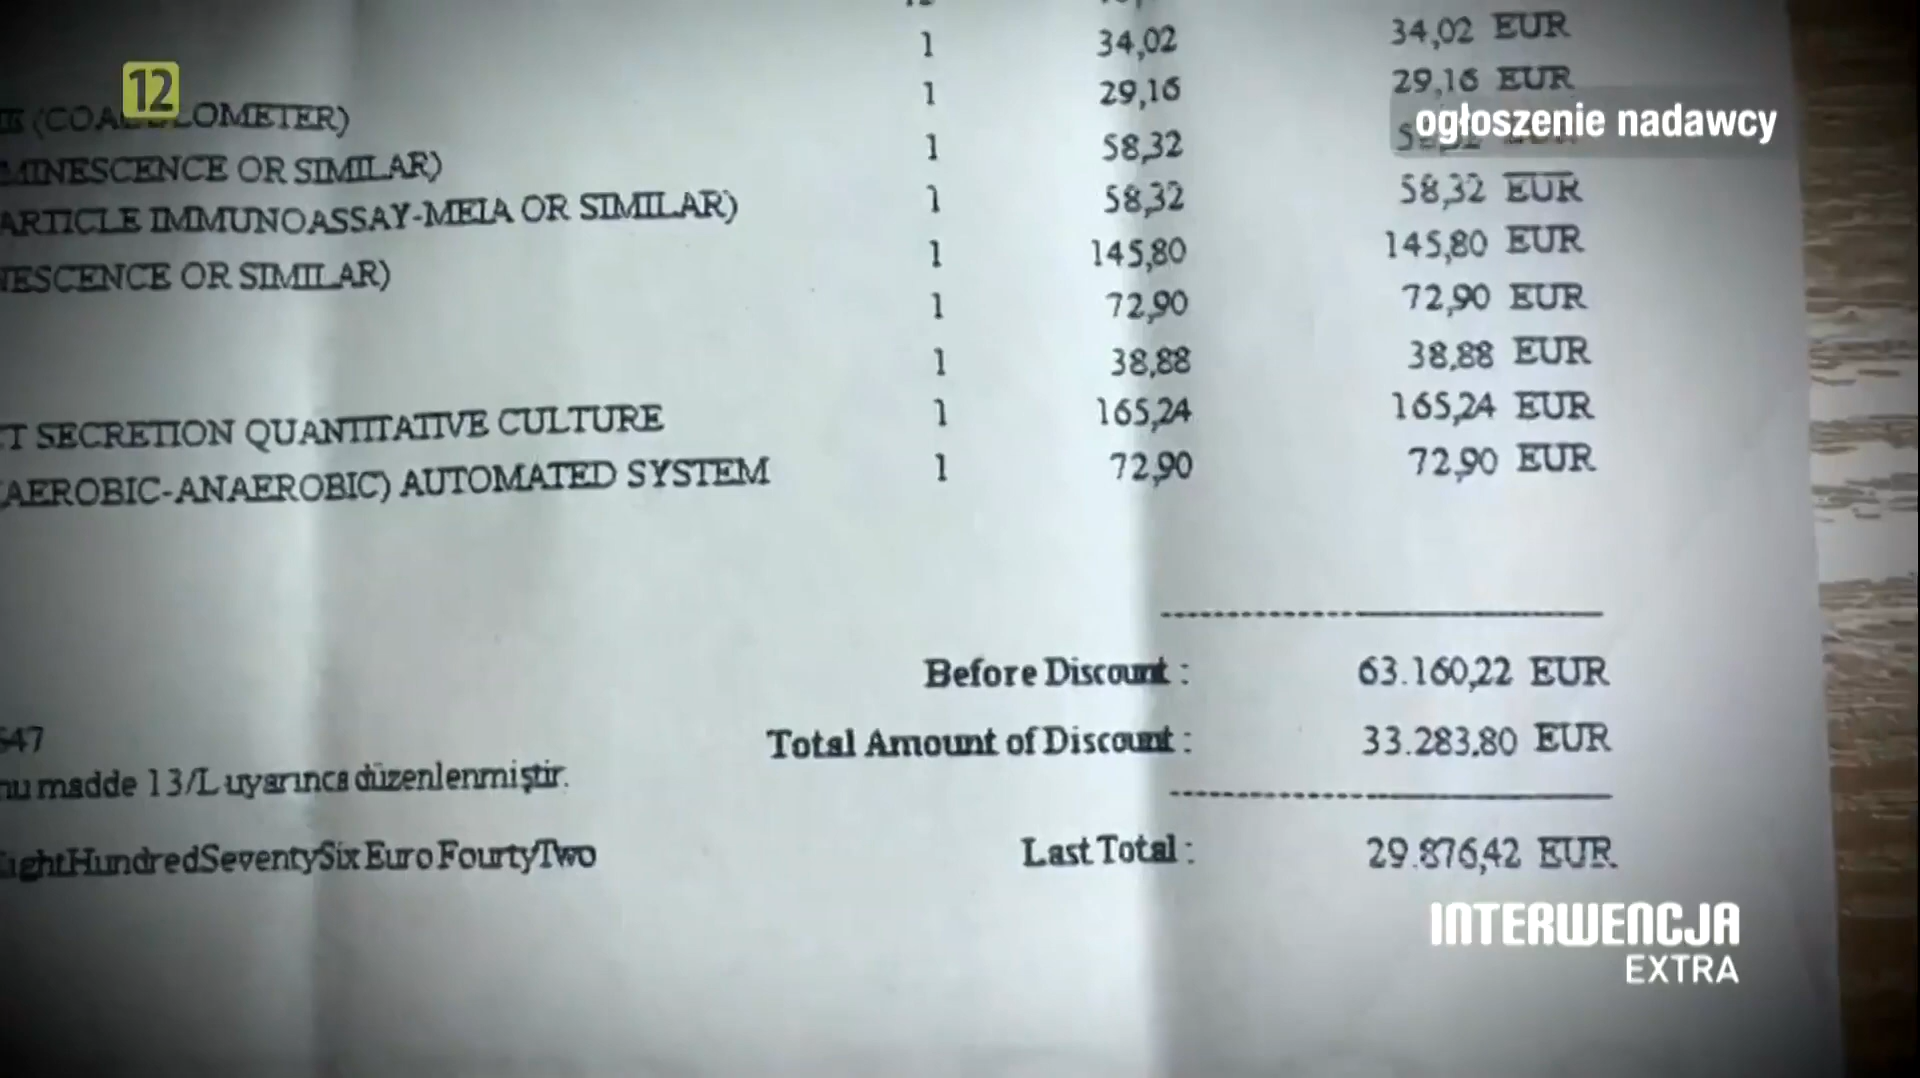 1 34,02 34,02 EUR
12
1 29,16 29,16 EUR
ogłoszenie nadawcy
LOMETER) 1 58,32
MINESCENCE OR SIMILAR) 1 58,32 58,32 EUR
ARTICLE IMMUNOASSAY-MEIA OR SIMILAR) 1 145,80 145,80 EUR
NESCENCE OR SIMILAR) 1 72,90 72,90 EUR
1 38,88 38,88 EUR
T SECRETION QUANTITATIVE CULTURE 1 165,24 165,24 EUR
(AEROBIC-ANAEROBIC) AUTOMATED SYSTEM 1 72,90 72,90 EUR
Before Discount : 63.160,22 EUR
547
Total Amount of Discount : 33.283,80 EUR
nu madde 13/L uyarınca düzenlenmiştir.
EightHundredSeventySix Euro FourtyTwo
Last Total : 29.876,42 EUR
INTERWENCJA
EXTRA